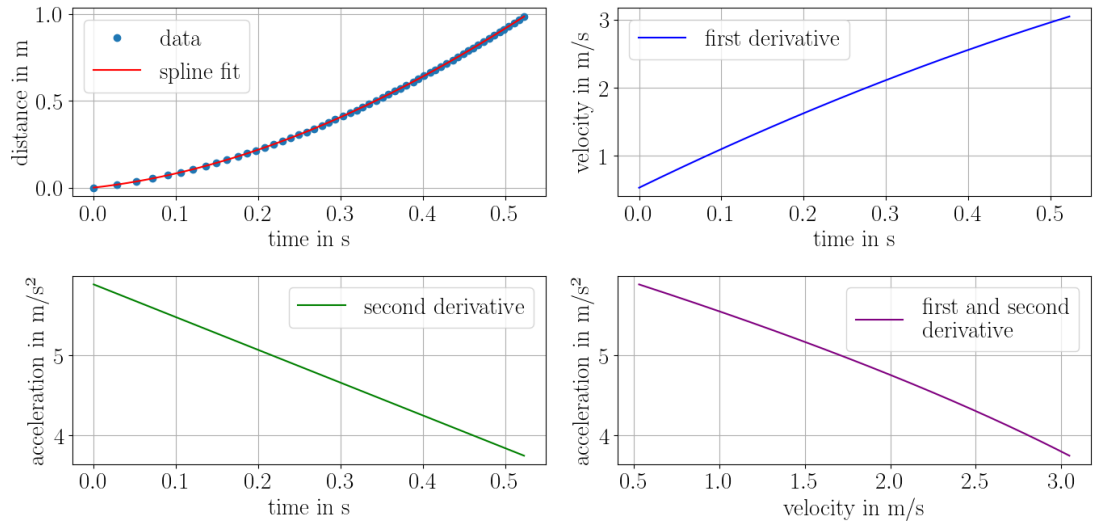 1.0
0.5
0.0
distance in m
data
spline fit
0.0 0.1 0.2 0.3 0.4 0.5
time in s
3
2
1
velocity in m/s
first derivative
0.0 0.1 0.2 0.3 0.4 0.5
time in s
5
4
acceleration in m/s²
second derivative
0.0 0.1 0.2 0.3 0.4 0.5
time in s
5
4
acceleration in m/s²
first and second
derivative
0.5 1.0 1.5 2.0 2.5 3.0
velocity in m/s